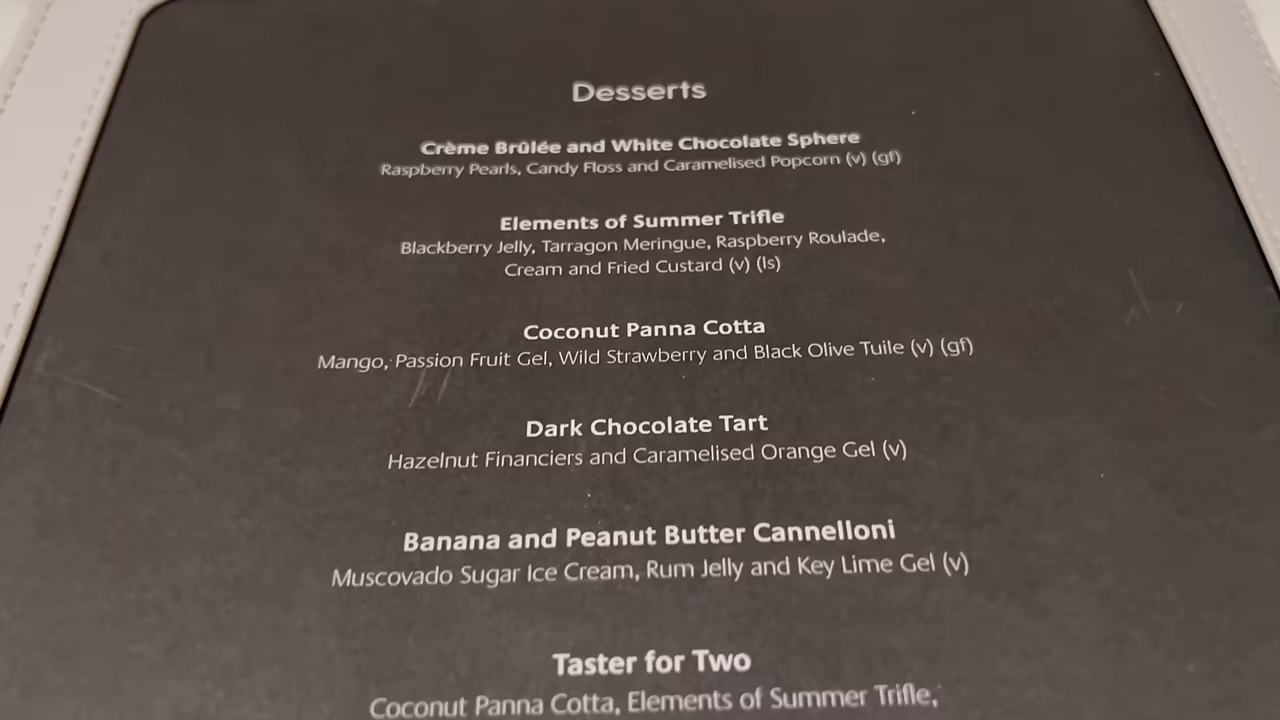 Desserts
Crème Brûlée and White Chocolate Sphere
Raspberry Pearls, Candy Floss and Caramelised Popcorn (v) (gf)
Elements of Summer Trifle
Blackberry Jelly, Tarragon Meringue, Raspberry Roulade,
Cream and Fried Custard (v) (ls)
Coconut Panna Cotta
Mango, Passion Fruit Gel, Wild Strawberry and Black Olive Tuile (v) (gf)
Dark Chocolate Tart
Hazelnut Financiers and Caramelised Orange Gel (v)
Banana and Peanut Butter Cannelloni
Muscovado Sugar Ice Cream, Rum Jelly and Key Lime Gel (v)
Taster for Two
Coconut Panna Cotta, Elements of Summer Trifle,